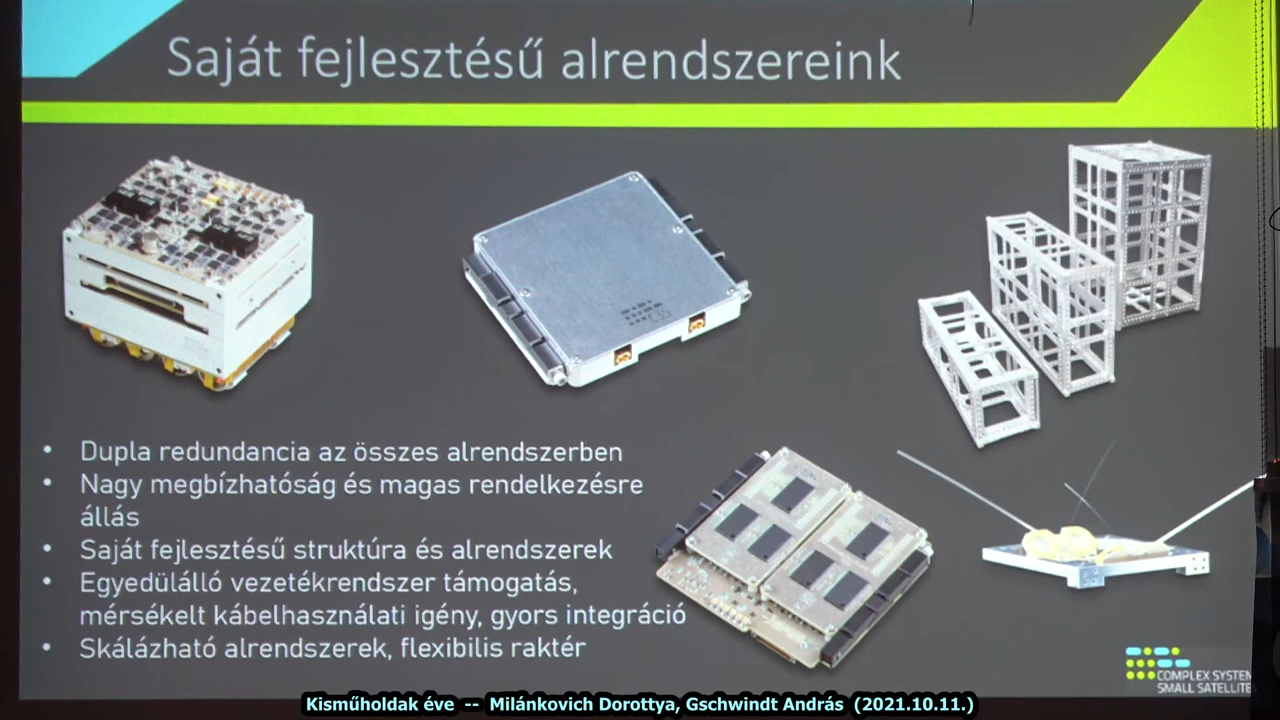 Saját fejlesztésű alrendszereink
• Dupla redundancia az összes alrendszerben
• Nagy megbízhatóság és magas rendelkezésre
állás
• Saját fejlesztésű struktúra és alrendszerek
• Egyedülálló vezetékrendszer támogatás,
mérsékelt kábelhasználati igény, gyors integráció
• Skálázható alrendszerek, flexibilis raktér
COMPLEX SYSTEM
SMALL SATELLITE
Kisműholdak éve -- Milánkovich Dorottya, Gschwindt András (2021.10.11.)